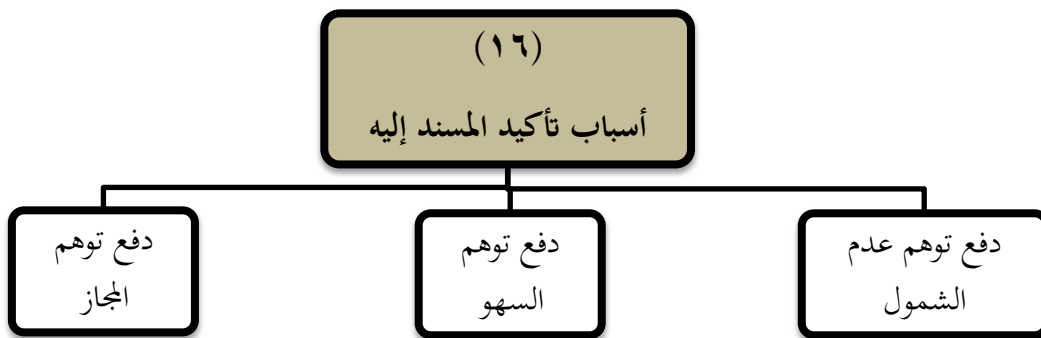 (١٦)
أسباب تأكيد المسند إليه
دفع توهم عدم
الشمول
دفع توهم
السهو
دفع توهم
المجاز